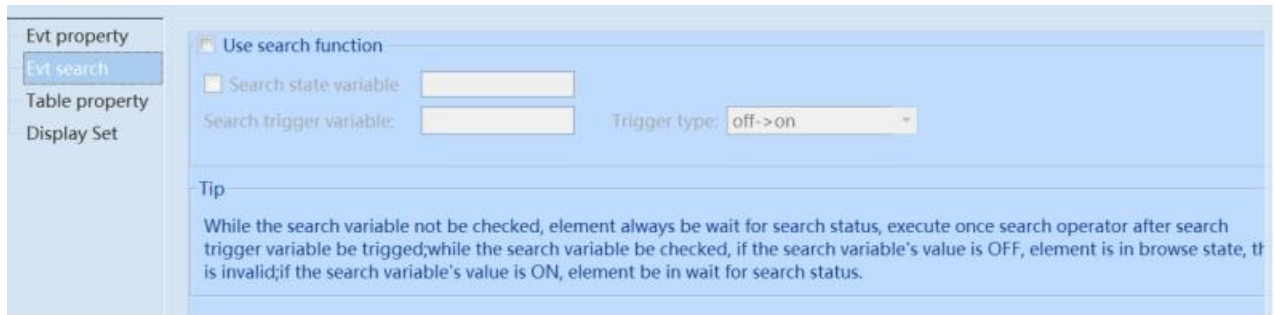 Evt property
Evt search
Table property
Display Set
Use search function
Search state variable
Search trigger variable:
Trigger type: off->on
Tip
While the search variable not be checked, element always be wait for search status, execute once search operator after search
trigger variable be trigged;while the search variable be checked, if the search variable's value is OFF, element is in browse state,
is invalid;if the search variable's value is ON, element be in wait for search status.